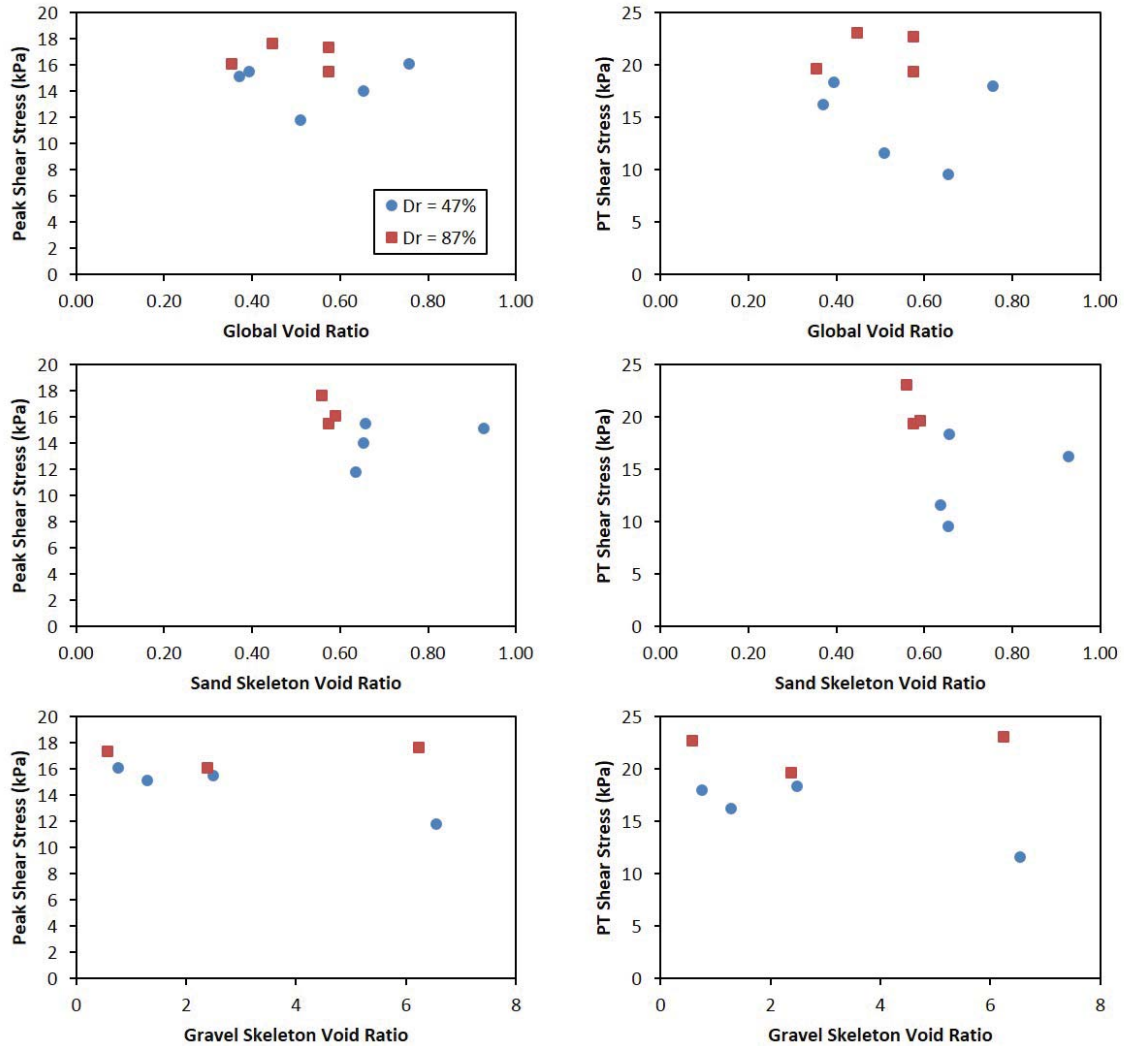 Peak Shear Stress (kPa)
20
18
16
14
12
10
8
6
4
2
0
0.00 0.20 0.40 0.60 0.80 1.00
Global Void Ratio
Dr = 47%
Dr = 87%
PT Shear Stress (kPa)
25
20
15
10
5
0
0.00 0.20 0.40 0.60 0.80 1.00
Global Void Ratio
Peak Shear Stress (kPa)
20
18
16
14
12
10
8
6
4
2
0
0.00 0.20 0.40 0.60 0.80 1.00
Sand Skeleton Void Ratio
PT Shear Stress (kPa)
25
20
15
10
5
0
0.00 0.20 0.40 0.60 0.80 1.00
Sand Skeleton Void Ratio
Peak Shear Stress (kPa)
20
18
16
14
12
10
8
6
4
2
0
0 2 4 6 8
Gravel Skeleton Void Ratio
PT Shear Stress (kPa)
25
20
15
10
5
0
0 2 4 6 8
Gravel Skeleton Void Ratio